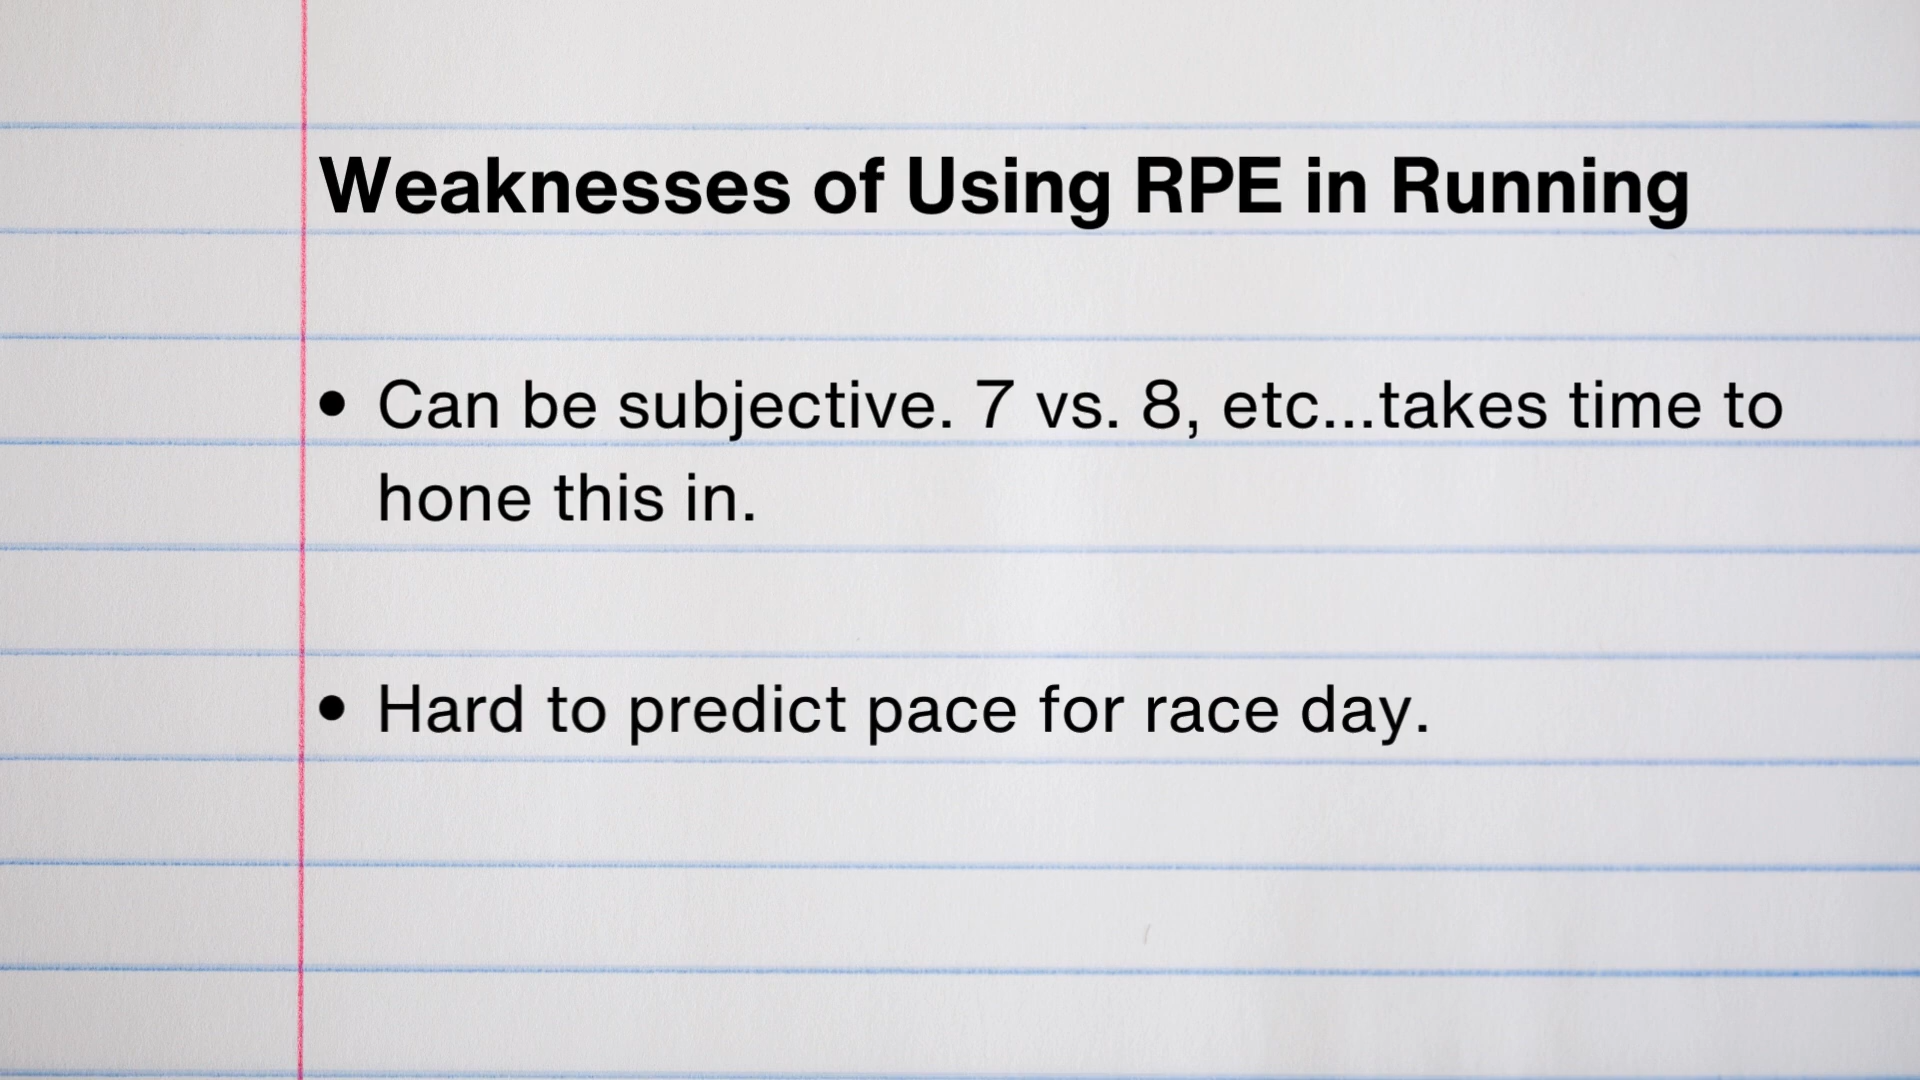 Weaknesses of Using RPE in Running
• Can be subjective. 7 vs. 8, etc...takes time to
hone this in.
• Hard to predict pace for race day.